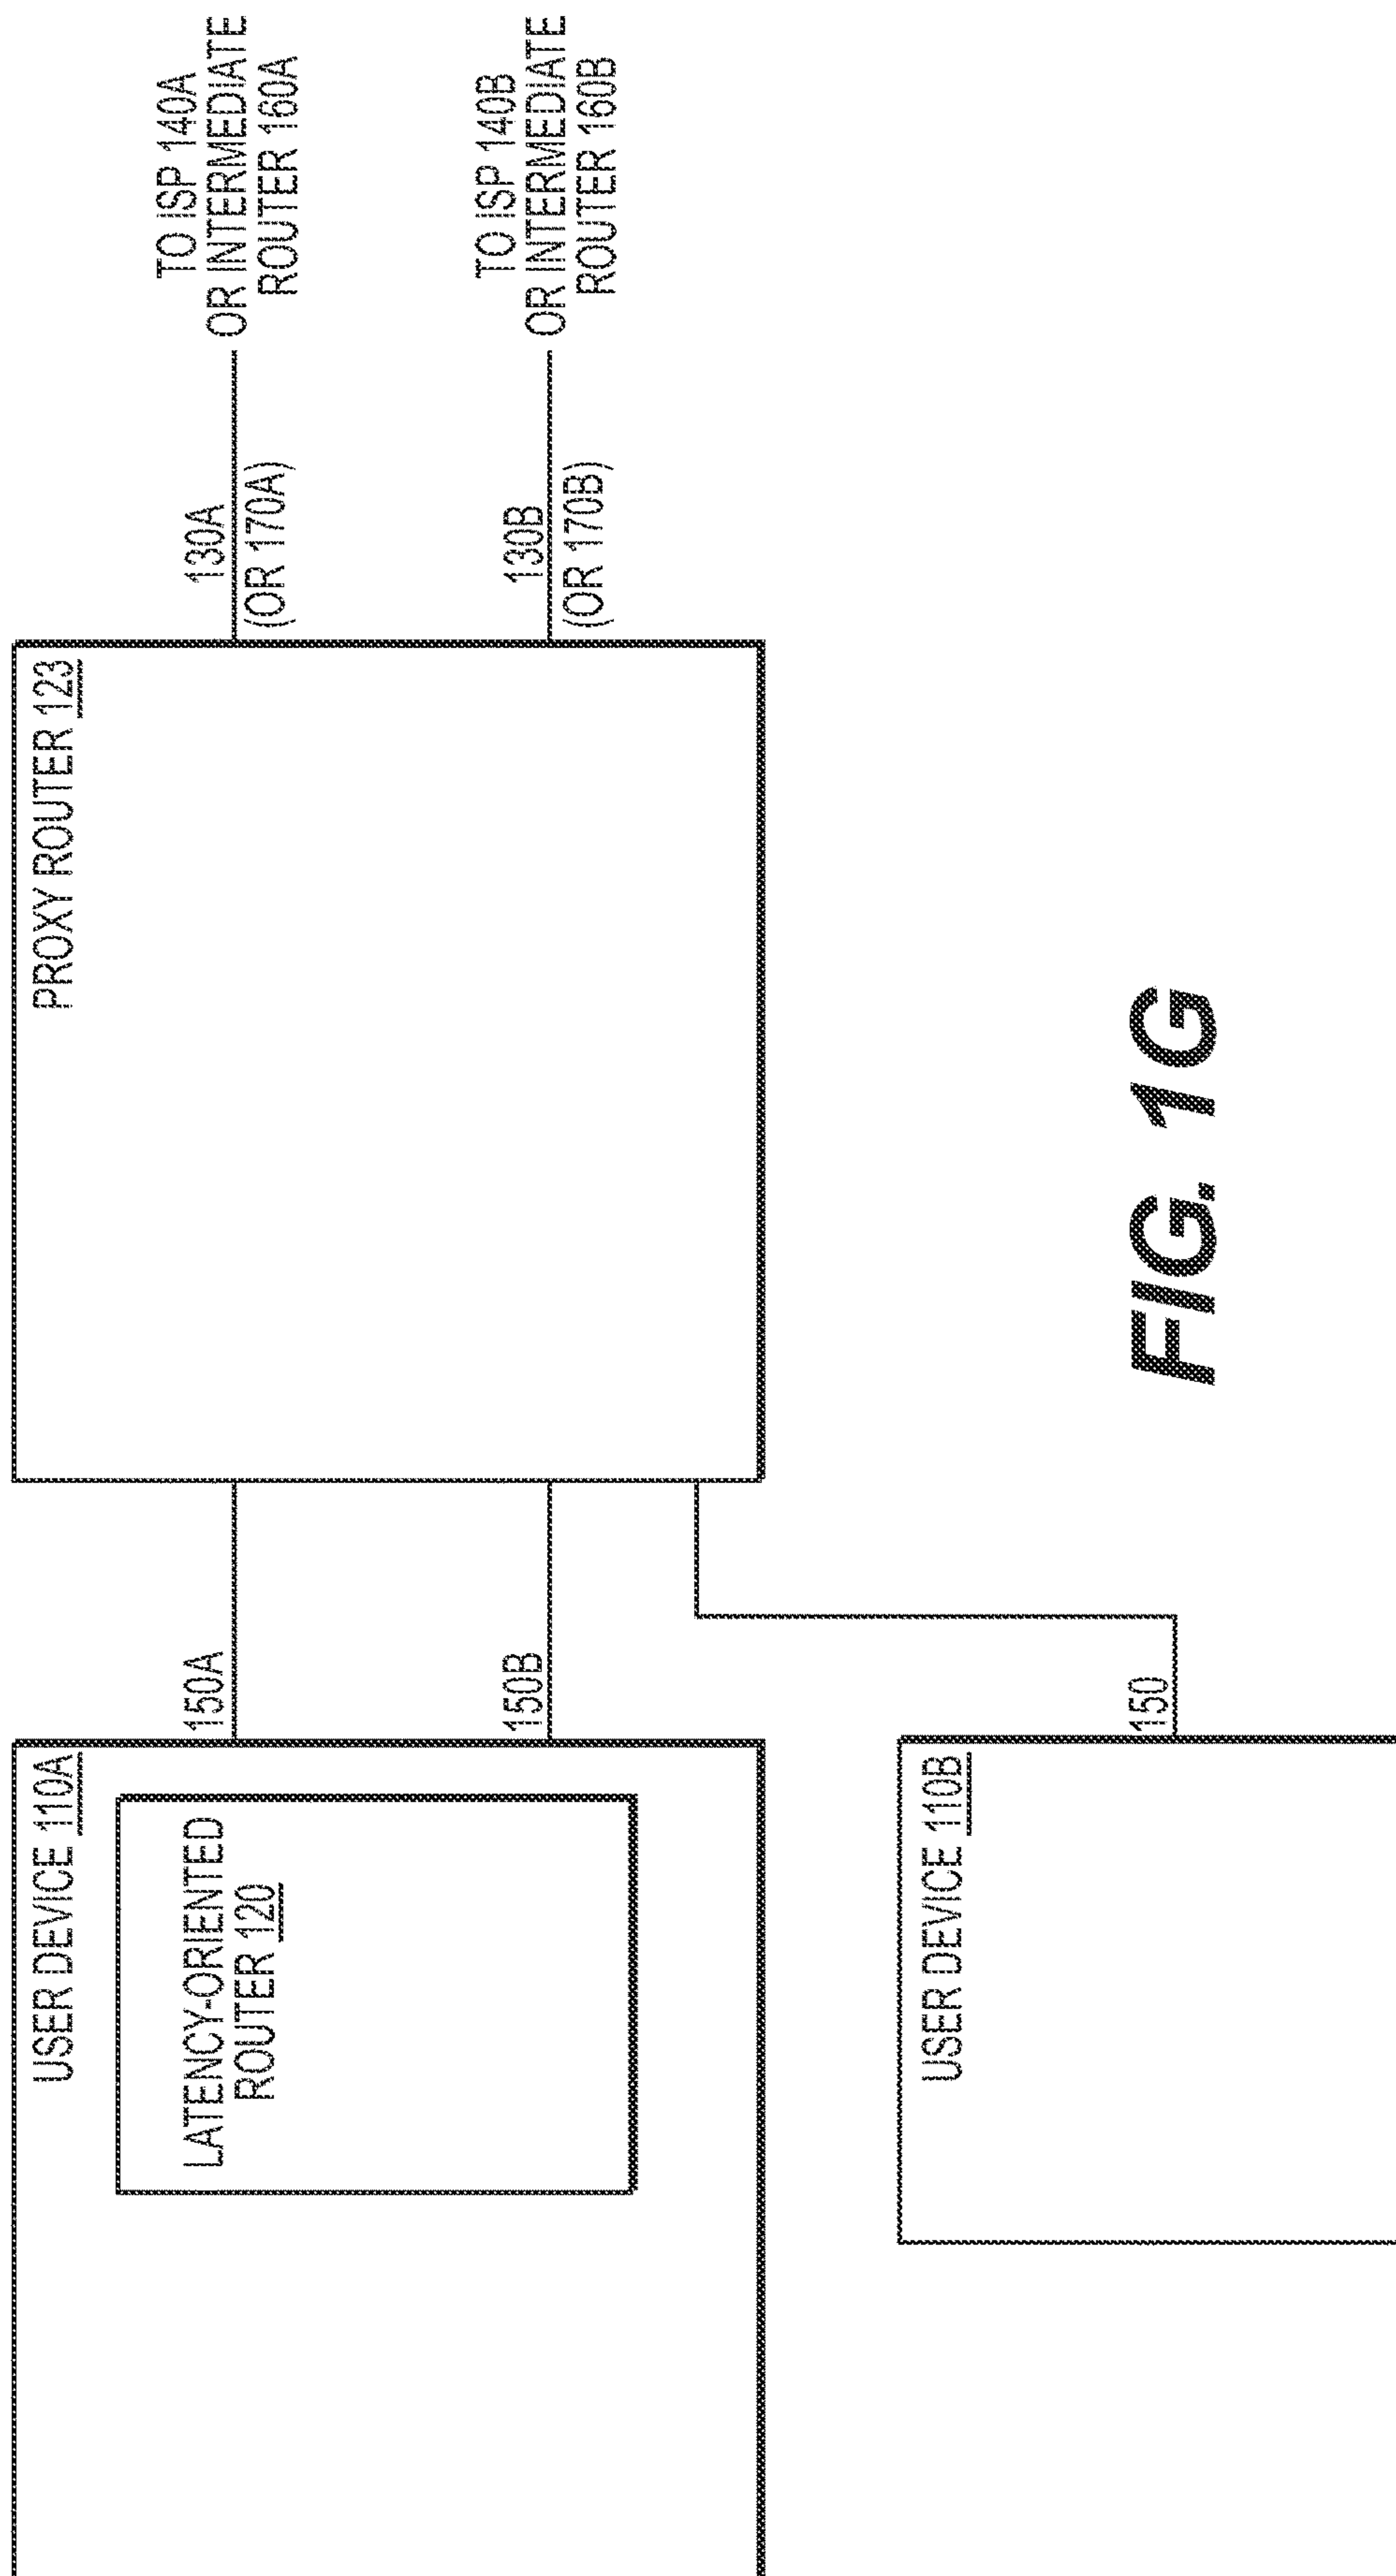 USER DEVICE 110A
LATENCY-ORIENTED
ROUTER 120
150A
150B
PROXY ROUTER 123
130A
(OR 170A)
TO ISP 140A
OR INTERMEDIATE
ROUTER 160A
130B
(OR 170B)
TO ISP 140B
OR INTERMEDIATE
ROUTER 160B
USER DEVICE 110B
150
FIG. 1G